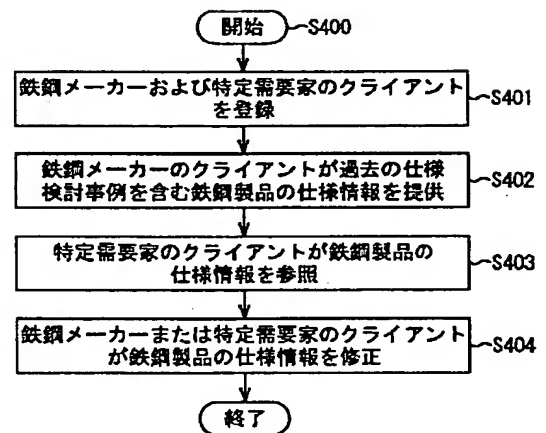 開始 S400
鉄鋼メーカーおよび特定需要家のクライアント
を登録
S401
鉄鋼メーカーのクライアントが過去の仕様
検討事例を含む鉄鋼製品の仕様情報を提供
S402
特定需要家のクライアントが鉄鋼製品の
仕様情報を参照
S403
鉄鋼メーカーまたは特定需要家のクライアント
が鉄鋼製品の仕様情報を修正
S404
終了